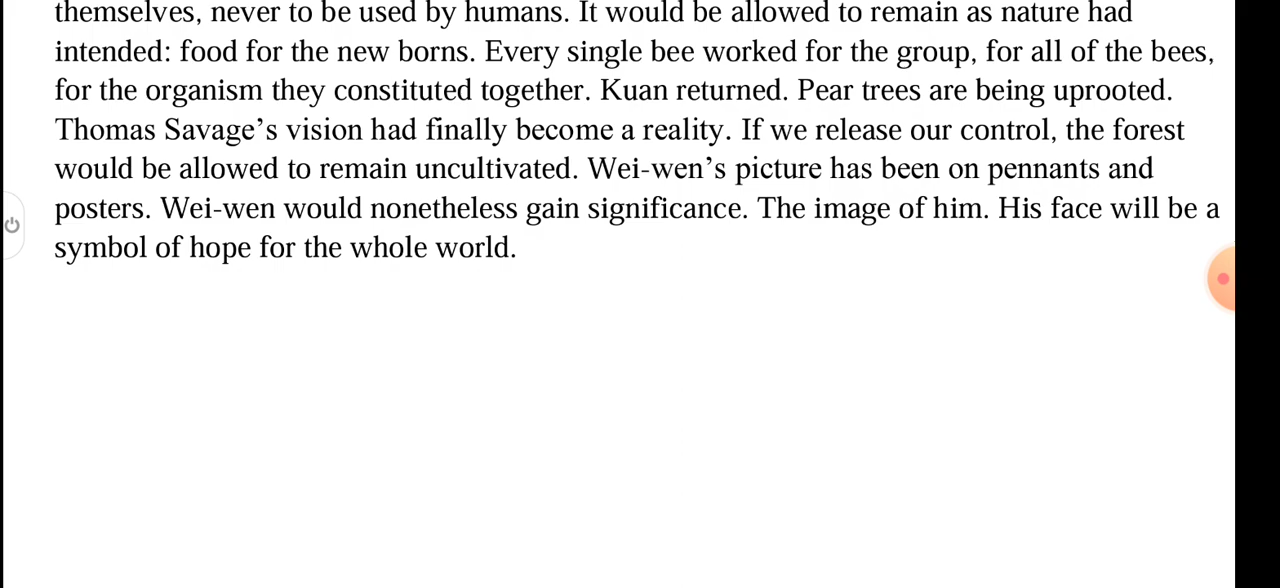 themselves, never to be used by humans. It would be allowed to remain as nature had
intended: food for the new borns. Every single bee worked for the group, for all of the bees,
for the organism they constituted together. Kuan returned. Pear trees are being uprooted.
Thomas Savage’s vision had finally become a reality. If we release our control, the forest
would be allowed to remain uncultivated. Wei-wen’s picture has been on pennants and
posters. Wei-wen would nonetheless gain significance. The image of him. His face will be a
symbol of hope for the whole world.